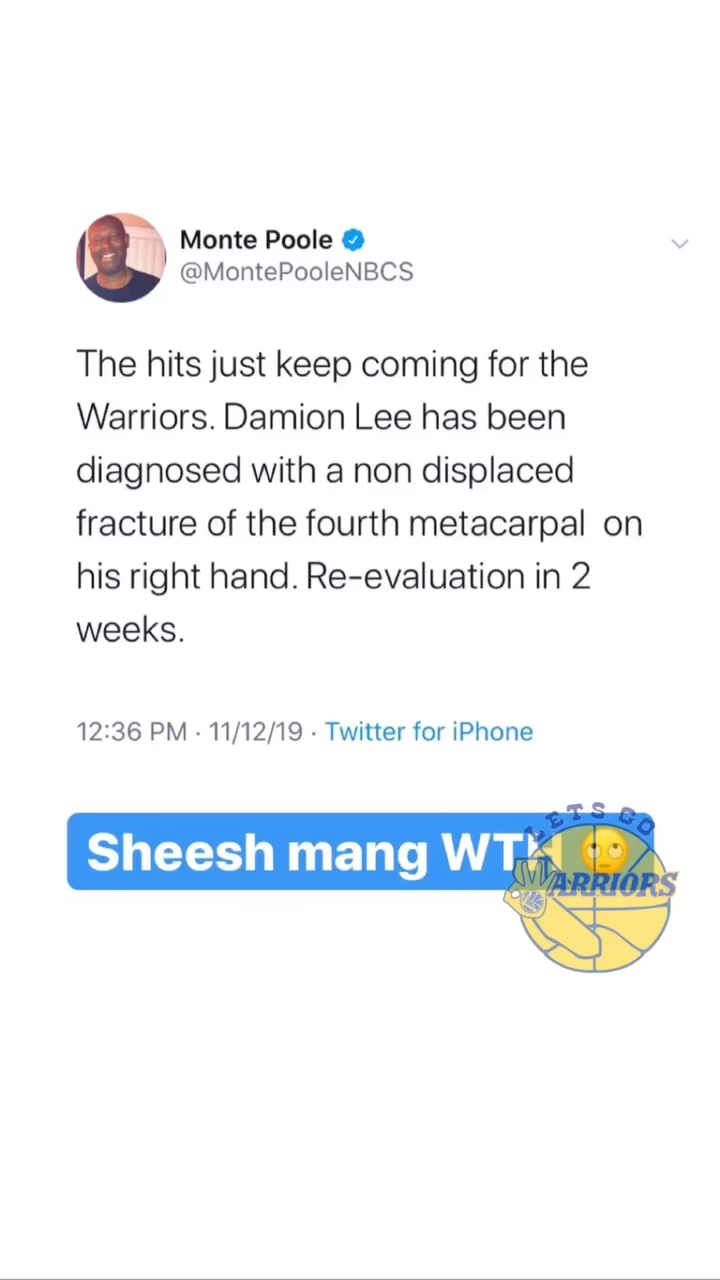 Monte Poole
@MontePooleNBCS
The hits just keep coming for the
Warriors. Damion Lee has been
diagnosed with a non displaced
fracture of the fourth metacarpal on
his right hand. Re-evaluation in 2
weeks.
12:36 PM · 11/12/19 · Twitter for iPhone
LETS GO
Sheesh mang 🙄
WARRIORS